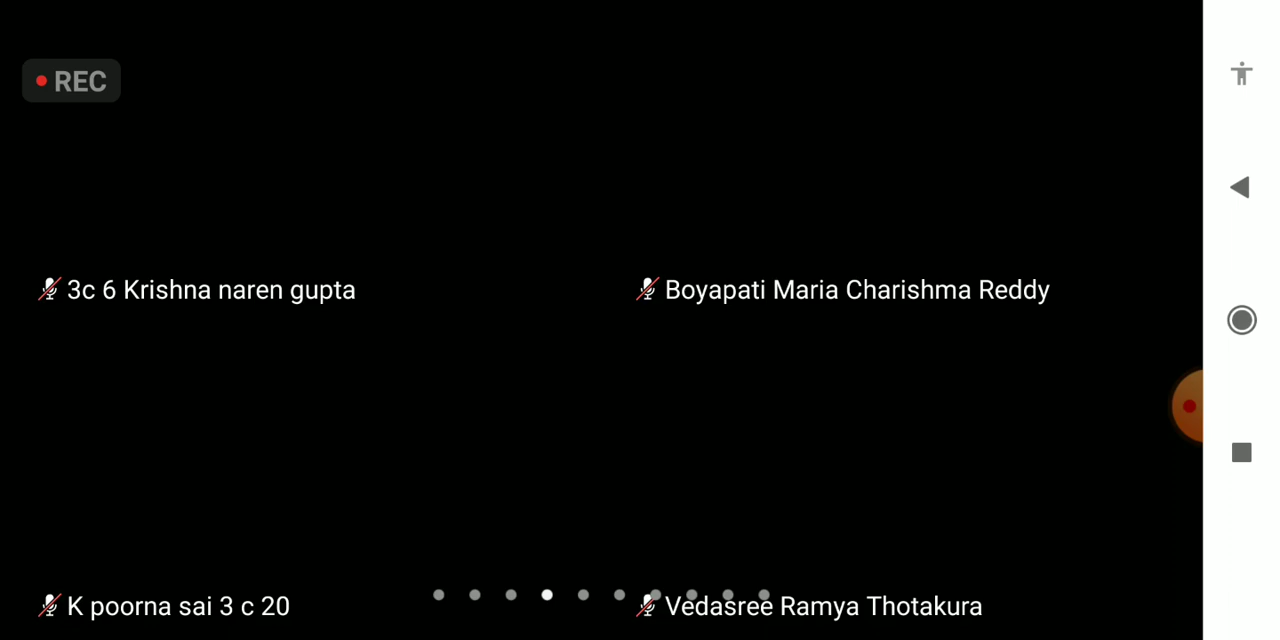 REC
3c 6 Krishna naren gupta
Boyapati Maria Charishma Reddy
K poorna sai 3 c 20
Vedasree Ramya Thotakura